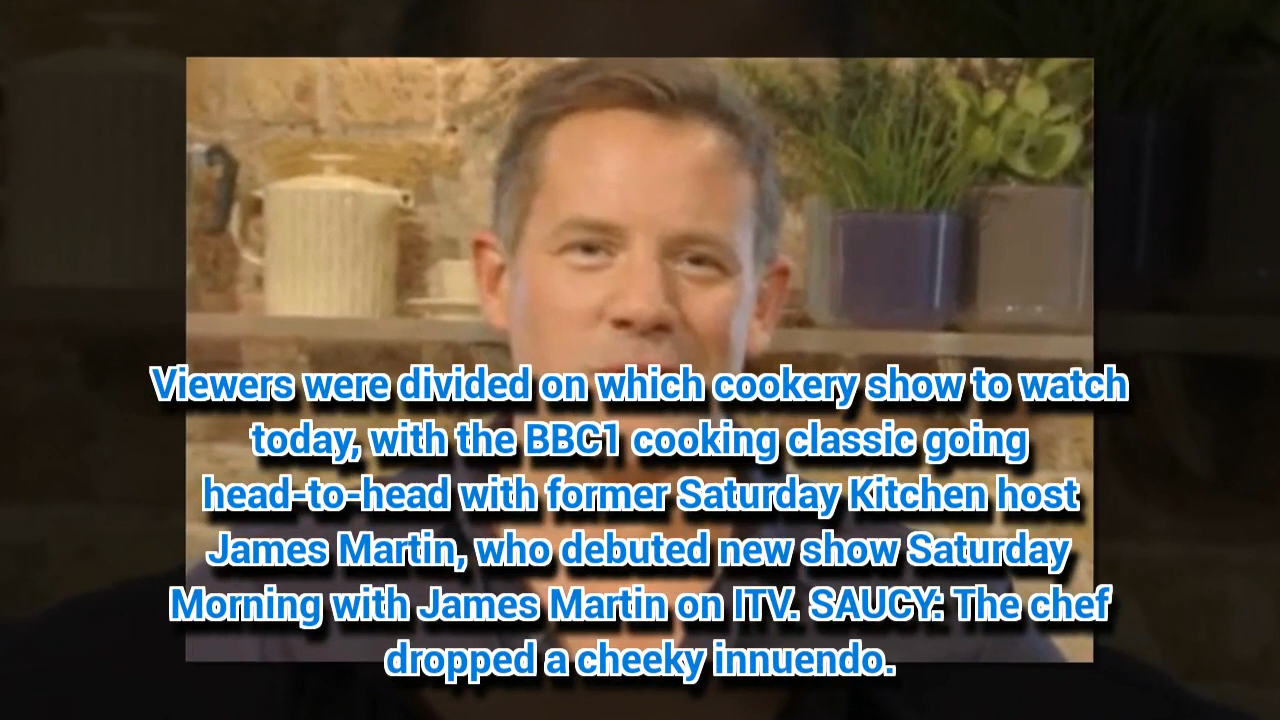 Viewers were divided on which cookery show to watch
today, with the BBC1 cooking classic going
head-to-head with former Saturday Kitchen host
James Martin, who debuted new show Saturday
Morning with James Martin on ITV. SAUCY: The chef
dropped a cheeky innuendo.